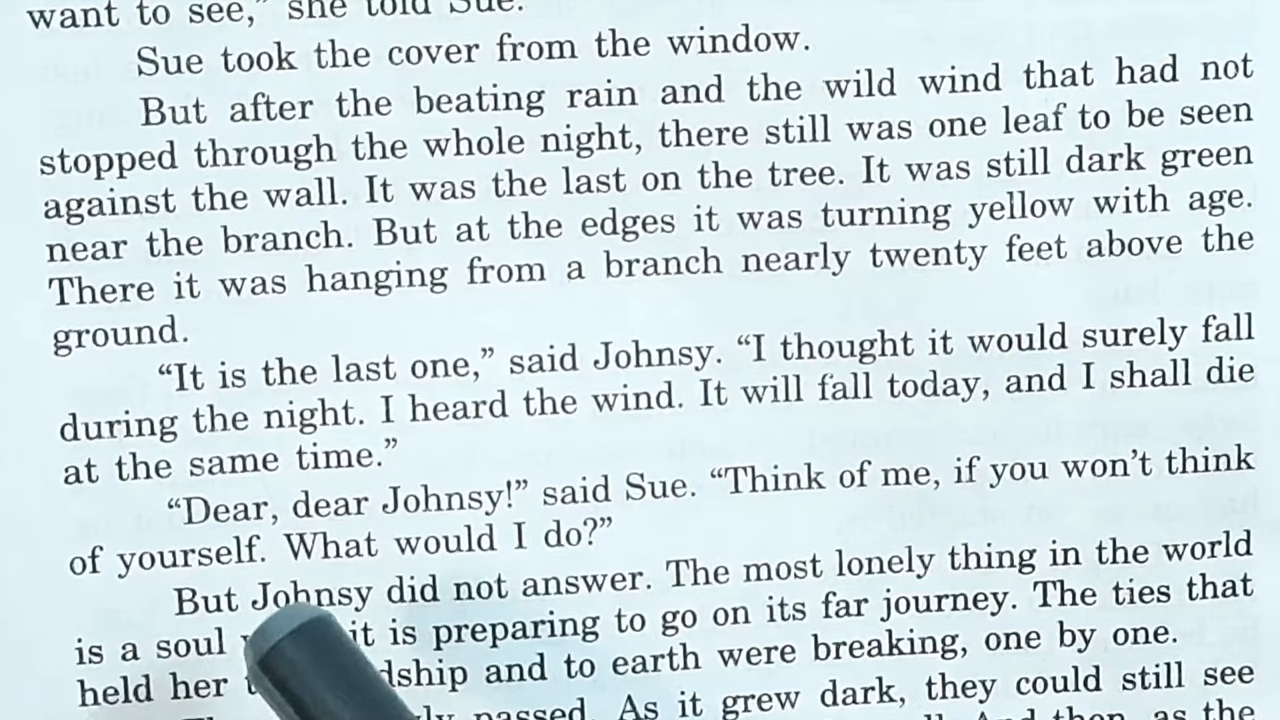 want to see," she told Sue.
Sue took the cover from the window.
But after the beating rain and the wild wind that had not
stopped through the whole night, there still was one leaf to be seen
against the wall. It was the last on the tree. It was still dark green
near the branch. But at the edges it was turning yellow with age.
There it was hanging from a branch nearly twenty feet above the
ground.
“It is the last one,” said Johnsy. “I thought it would surely fall
during the night. I heard the wind. It will fall today, and I shall die
at the same time.”
“Dear, dear Johnsy!” said Sue. “Think of me, if you won’t think
of yourself. What would I do?”
But Johnsy did not answer. The most lonely thing in the world
is a soul it is preparing to go on its far journey. The ties that
held her and to earth were breaking, one by one.
passed. As it grew dark, they could still see
And then, as the